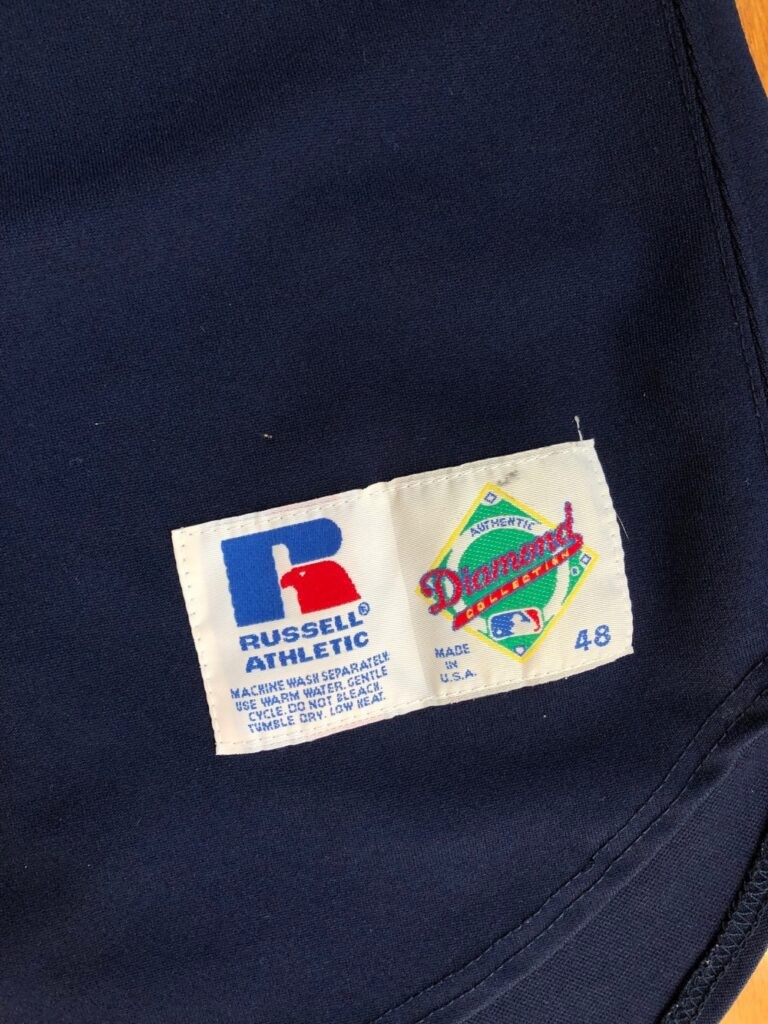 RUSSELL®
ATHLETIC
MACHINE WASH SEPARATELY.
USE WARM WATER. GENTLE
CYCLE. DO NOT BLEACH.
TUMBLE DRY. LOW HEAT.
AUTHENTIC
Diamond
COLLECTION
MADE
IN
U.S.A.
48